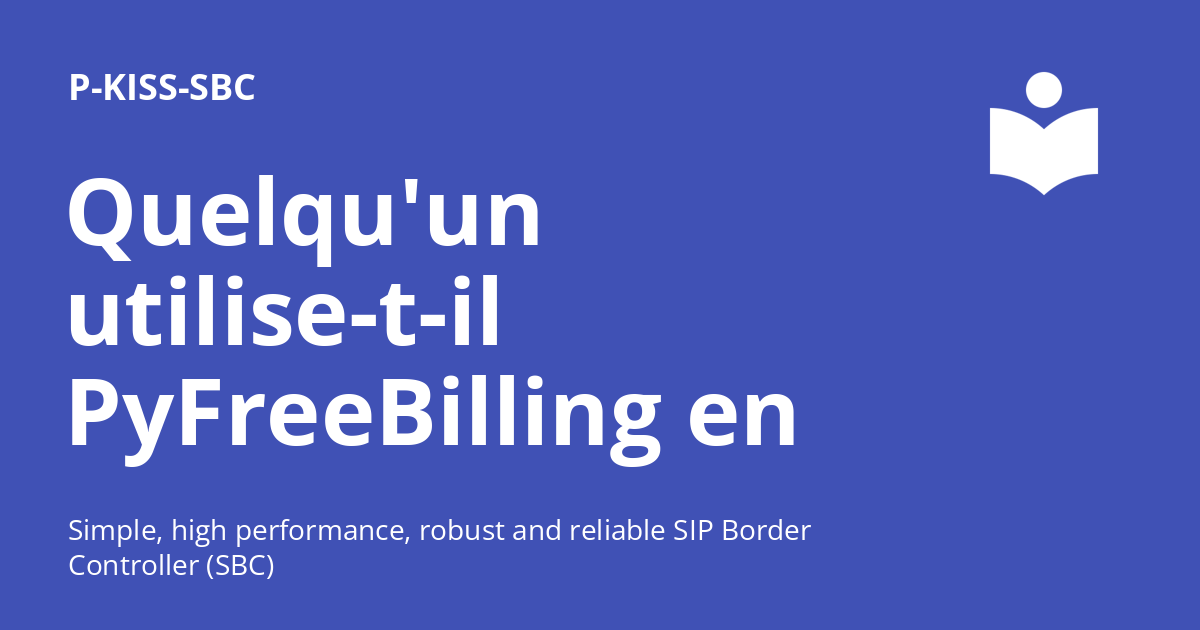 P-KISS-SBC
Quelqu'un
utilise-t-il
PyFreeBilling en
Simple, high performance, robust and reliable SIP Border
Controller (SBC)